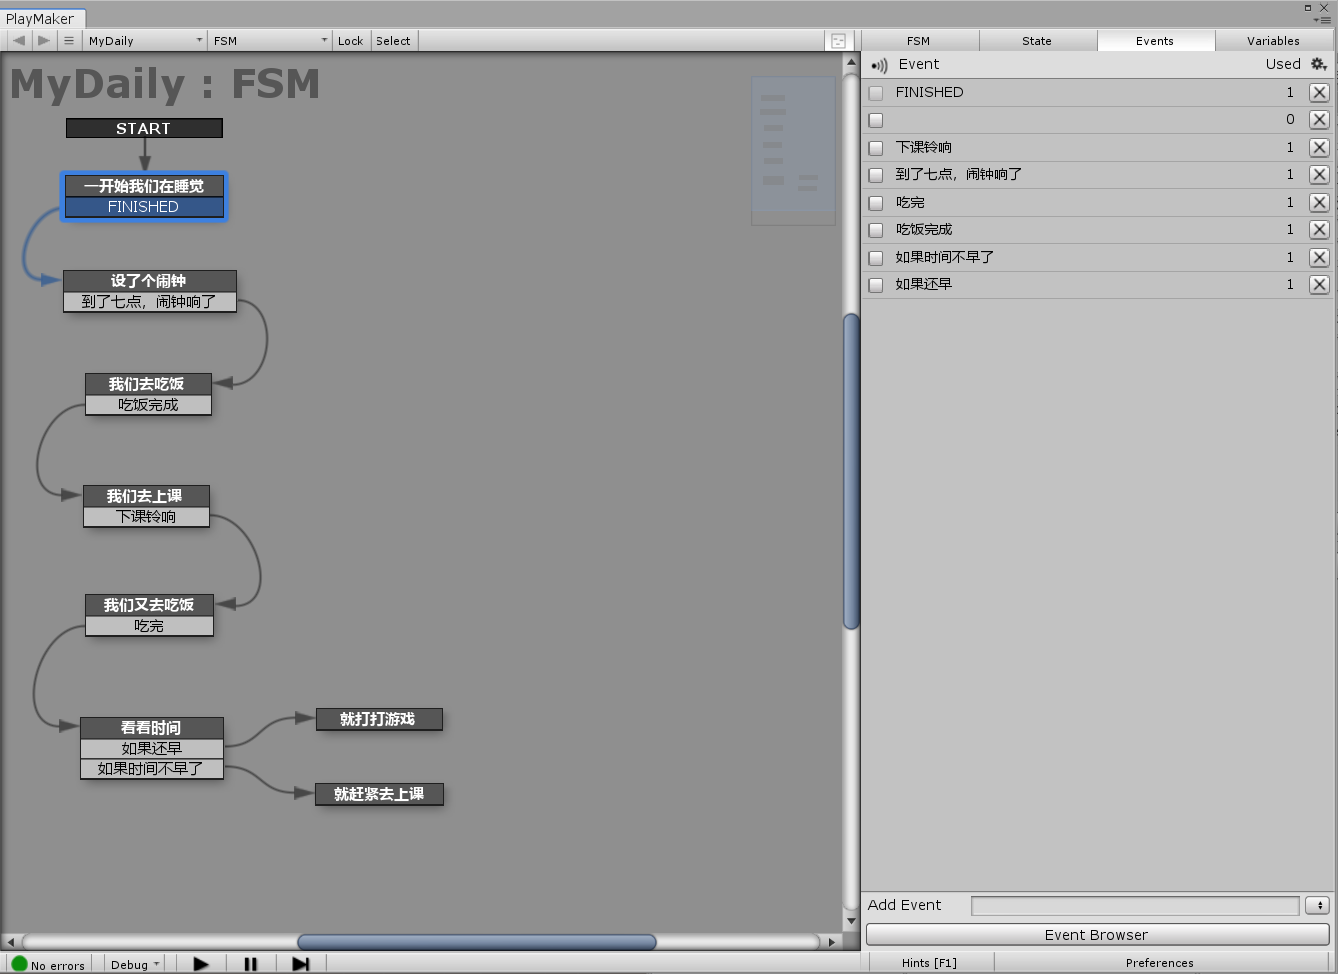 PlayMaker
MyDaily
FSM
Lock
Select
FSM
State
Events
Variables
MyDaily : FSM
START
一开始我们在睡觉
FINISHED
设了个闹钟
到了七点，闹钟响了
我们去吃饭
吃饭完成
我们去上课
下课铃响
我们又去吃饭
吃完
看看时间
如果还早
如果时间不早了
就打打游戏
就赶紧去上课
Event Used
FINISHED 1
0
下课铃响 1
到了七点，闹钟响了 1
吃完 1
吃饭完成 1
如果时间不早了 1
如果还早 1
Add Event
Event Browser
No errors
Debug
Hints [F1]
Preferences